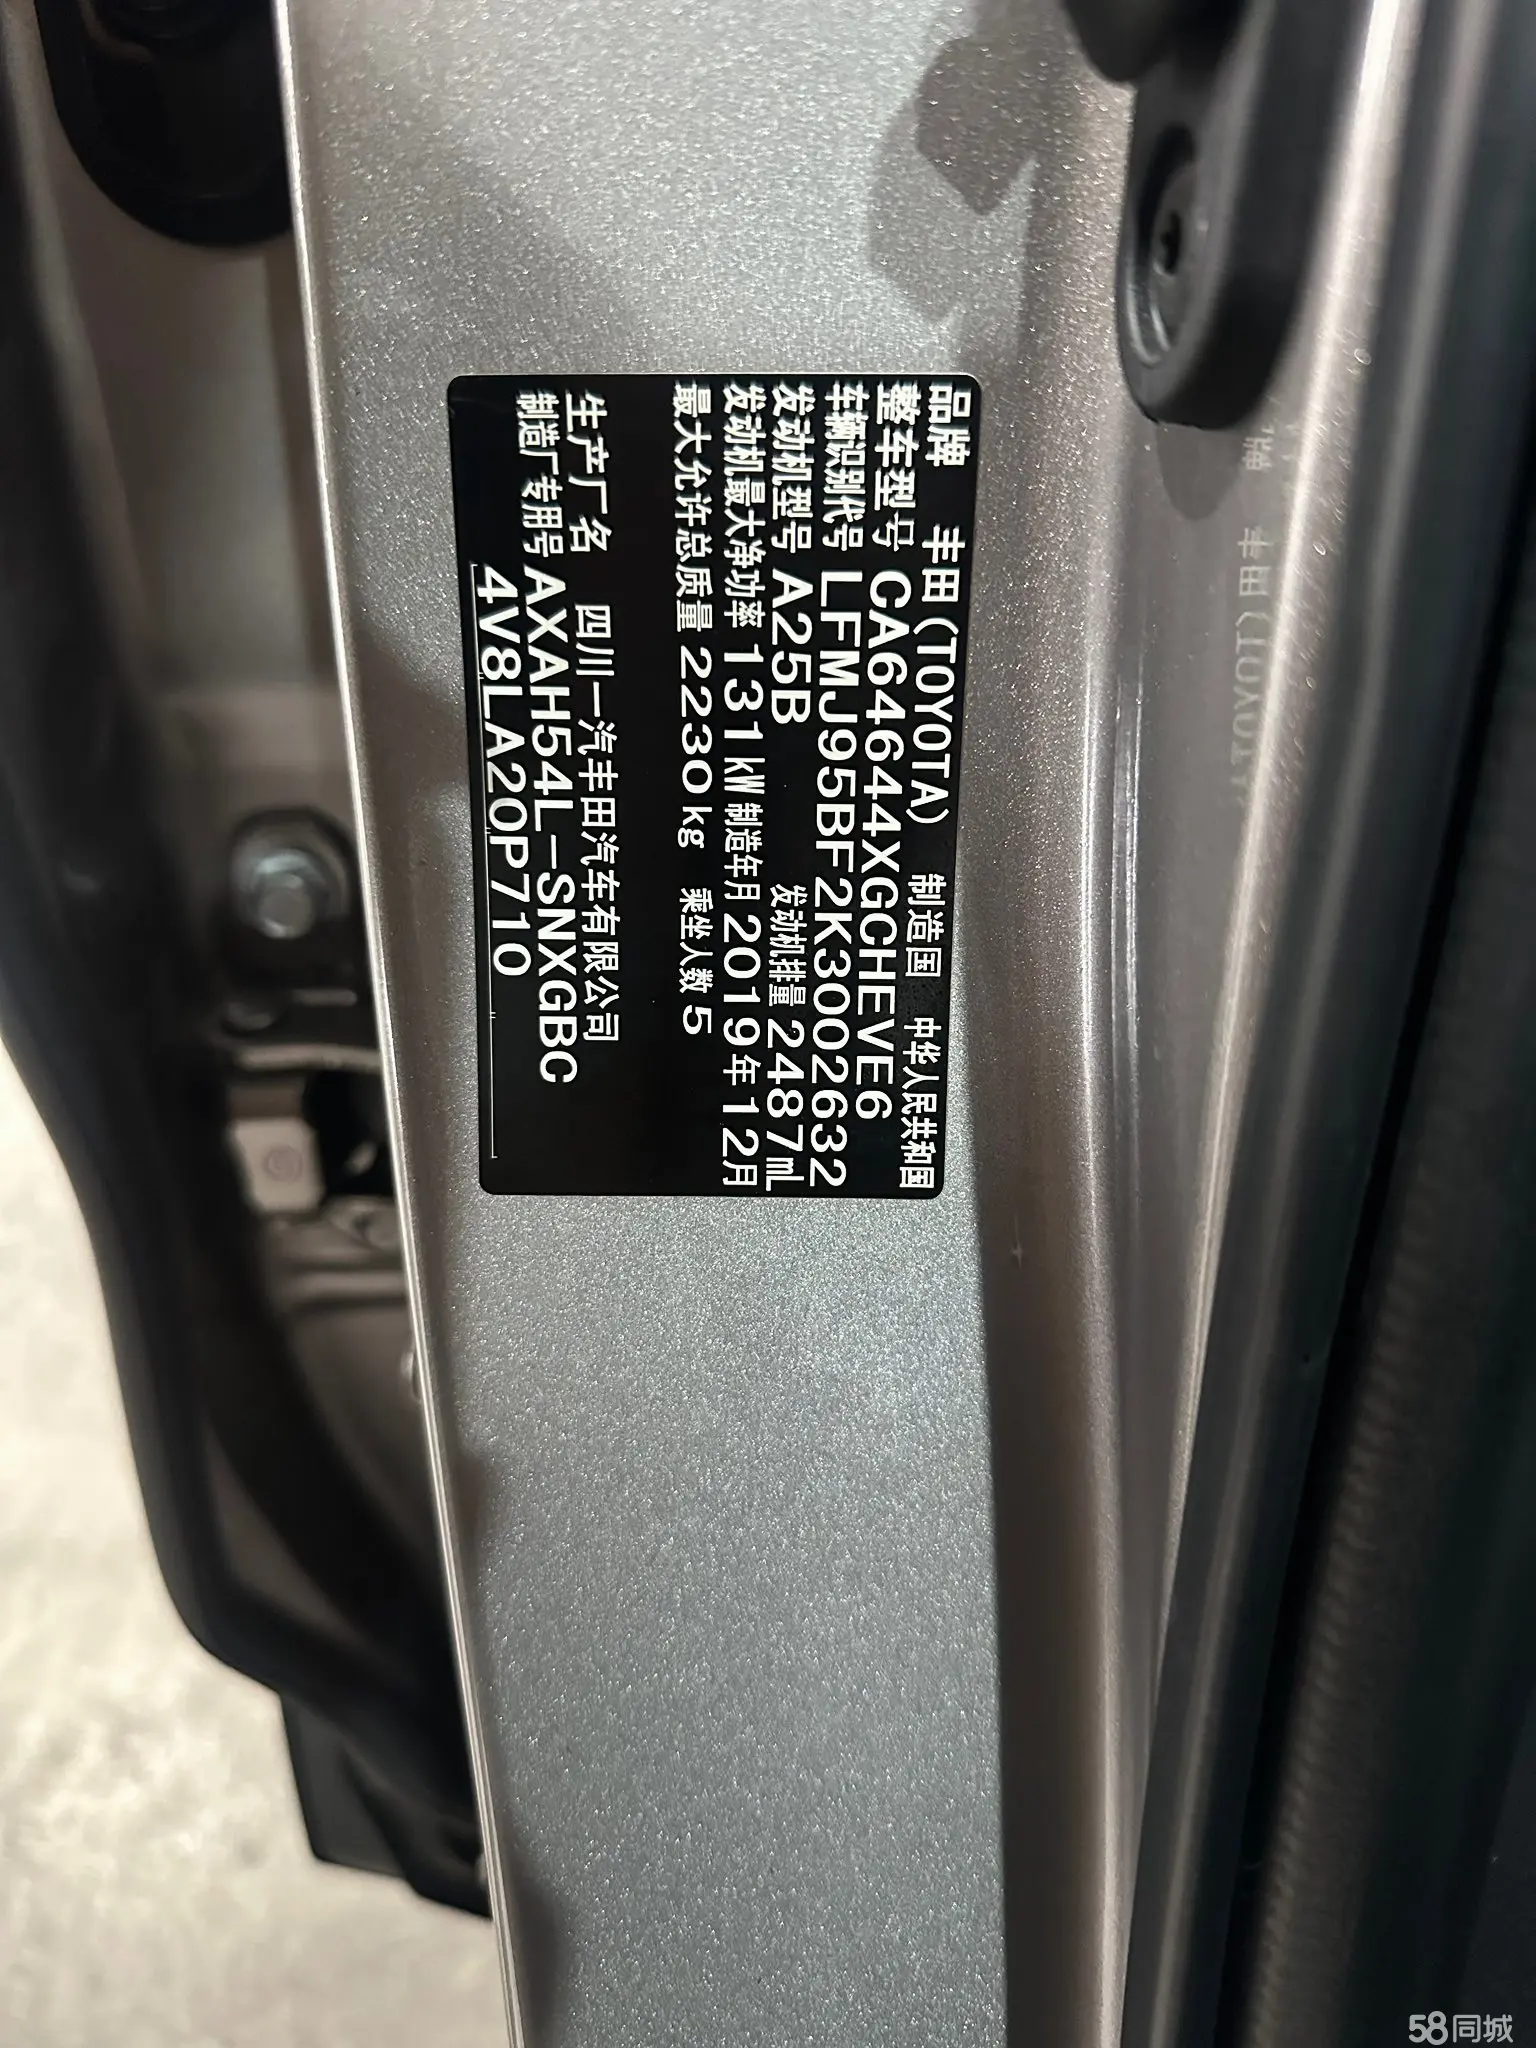 品牌 丰田(TOYOTA) 制造国 中华人民共和国
整车型号 CA64644XGCHEVE6
车辆识别代号 LFMJ95BF2K3002632
发动机型号 A25B 发动机排量 2487mL
发动机最大净功率 131kW 制造年月 2019年12月
最大允许总质量 2230kg 乘坐人数 5
生产厂名 四川一汽丰田汽车有限公司
制造厂专用号 AXAH54L-SNXGBC
4V8LA20P710
丰田(TOYOTA)
58同城